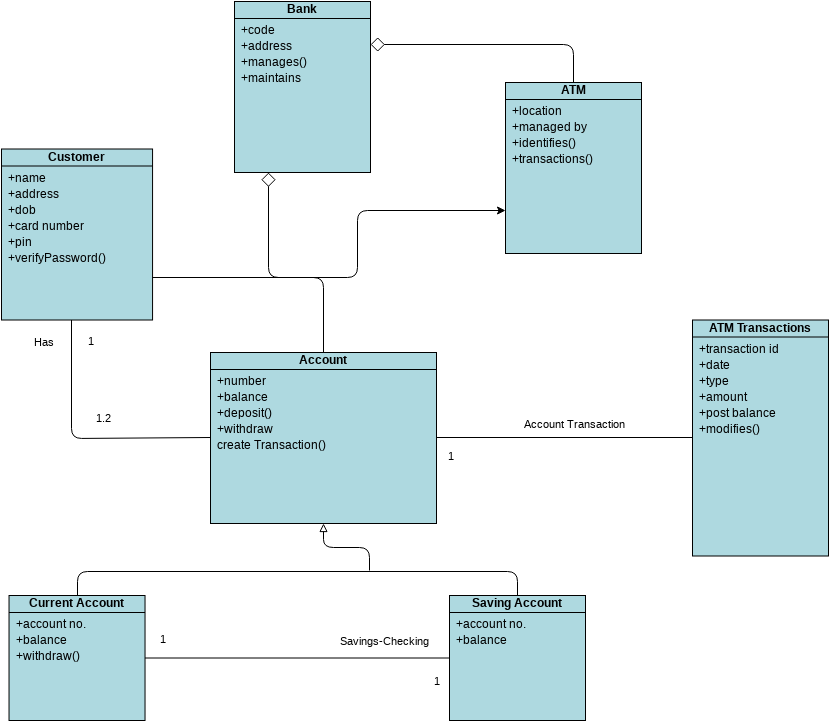 Bank
+code
+address
+manages()
+maintains
ATM
+location
+managed by
+identifies()
+transactions()
Customer
+name
+address
+dob
+card number
+pin
+verifyPassword()
Has
1
1.2
Account
+number
+balance
+deposit()
+withdraw
create Transaction()
Account Transaction
1
ATM Transactions
+transaction id
+date
+type
+amount
+post balance
+modifies()
Current Account
+account no.
+balance
+withdraw()
1
Savings-Checking
1
Saving Account
+account no.
+balance